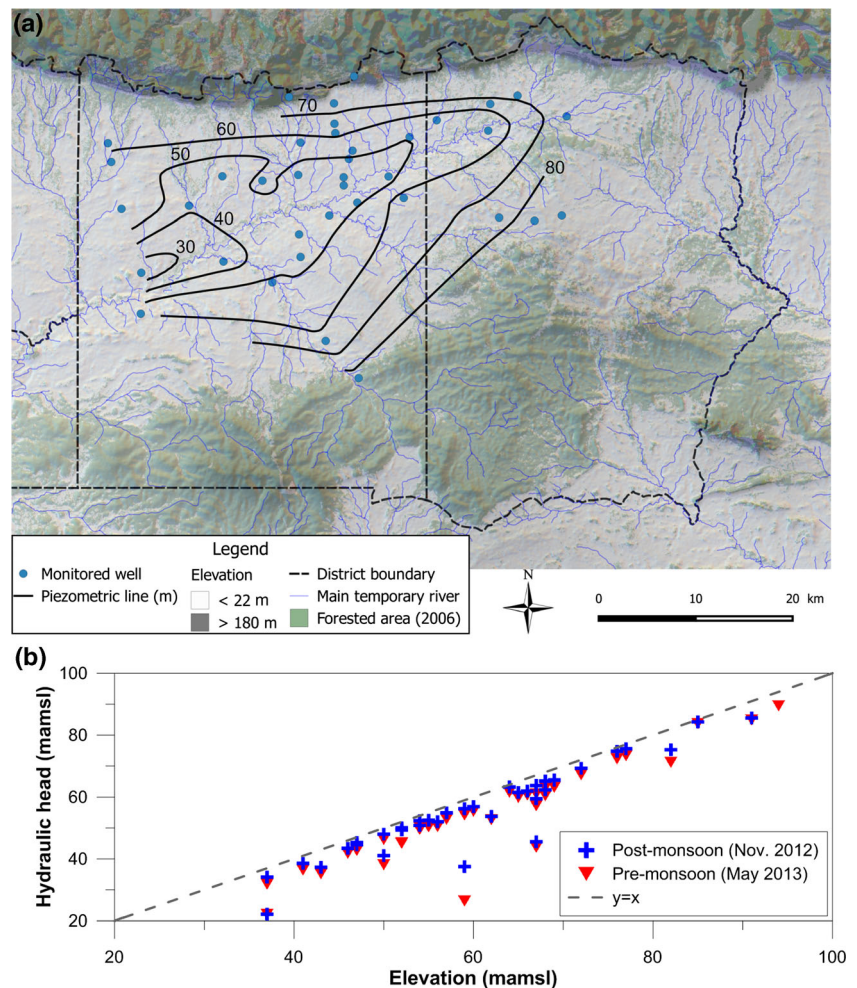 (a)
70
60
50
80
40
30
Legend
Monitored well
Piezometric line (m)
Elevation
< 22 m
> 180 m
District boundary
Main temporary river
Forested area (2006)
N
0 10 20 km
(b)
100
80
60
40
20
Hydraulic head (mamsl)
Post-monsoon (Nov. 2012)
Pre-monsoon (May 2013)
y=x
20 40 60 80 100
Elevation (mamsl)